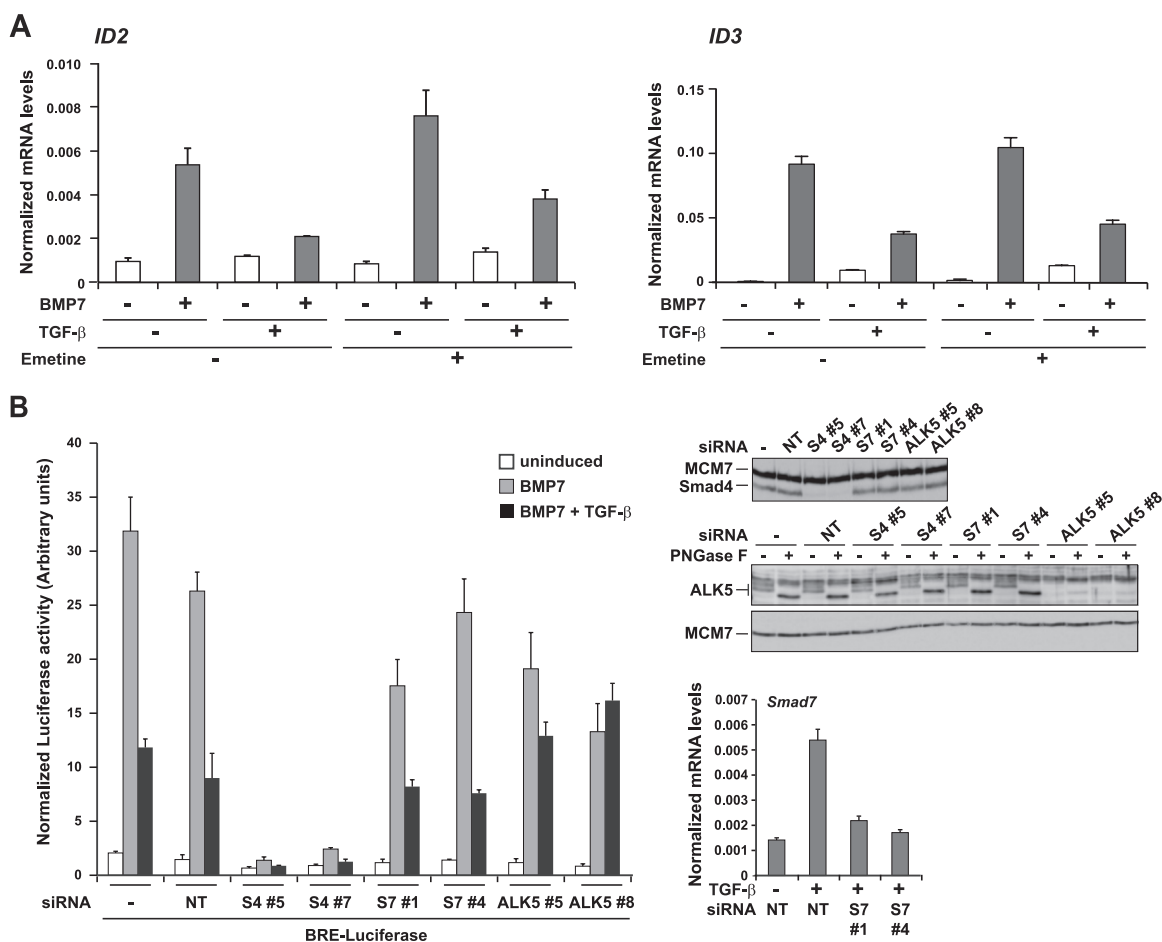 A
ID2
Normalized mRNA levels
0.010
0.008
0.006
0.004
0.002
0
BMP7 - + - + - + - +
TGF-β - + - +
Emetine - +
ID3
Normalized mRNA levels
0.15
0.10
0.05
0
BMP7 - + - + - + - +
TGF-β - + - +
Emetine - +
B
Normalized Luciferase activity (Arbitrary units)
40
35
30
25
20
15
10
5
0
uninduced
BMP7
BMP7 + TGF-β
siRNA - NT S4 #5 S4 #7 S7 #1 S7 #4 ALK5 #5 ALK5 #8
BRE-Luciferase
siRNA - NT S4 #5 S4 #7 S7 #1 S7 #4 ALK5 #5 ALK5 #8
MCM7
Smad4
siRNA - NT S4 #5 S4 #7 S7 #1 S7 #4 ALK5 #5 ALK5 #8
PNGase F - + - + - + - + - + - + - + - +
ALK5
MCM7
Smad7
Normalized mRNA levels
0.007
0.006
0.005
0.004
0.003
0.002
0.001
0.000
TGF-β - + + +
siRNA NT NT S7 S7
#1 #4